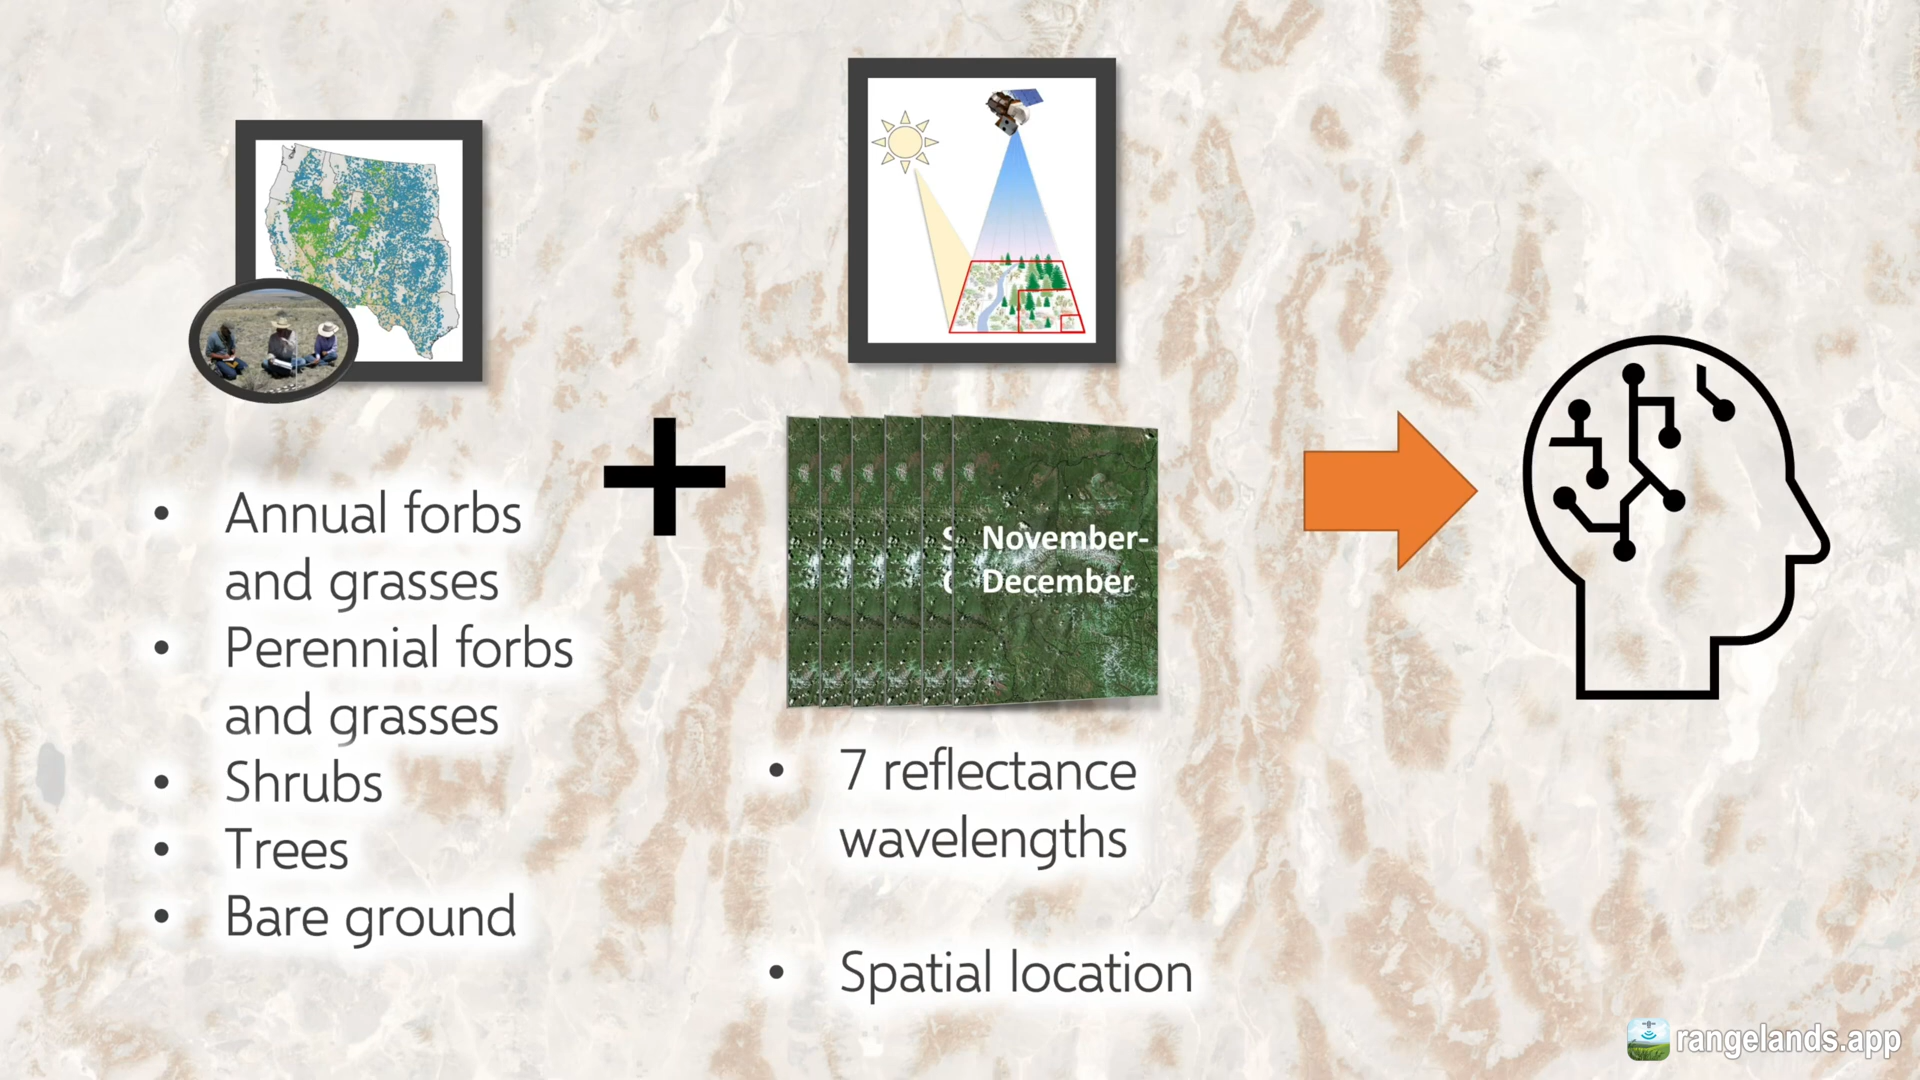 • Annual forbs
and grasses
• Perennial forbs
and grasses
• Shrubs
• Trees
• Bare ground
November-
December
• 7 reflectance
wavelengths
• Spatial location
rangelands.app